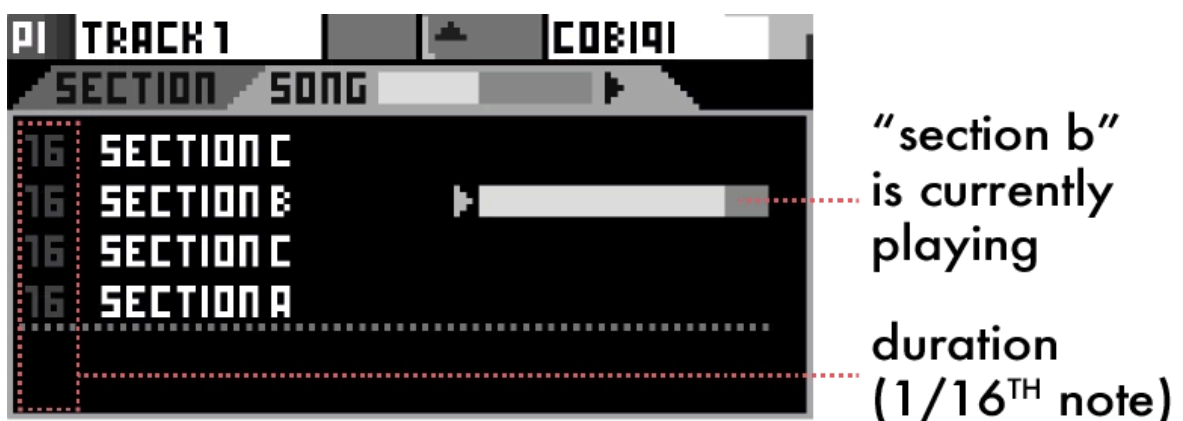 P1 TRACK 1 COB191
SECTION SONG
16 SECTION C
16 SECTION B
16 SECTION C
16 SECTION A
“section b”
is currently
playing
duration
(1/16TH note)